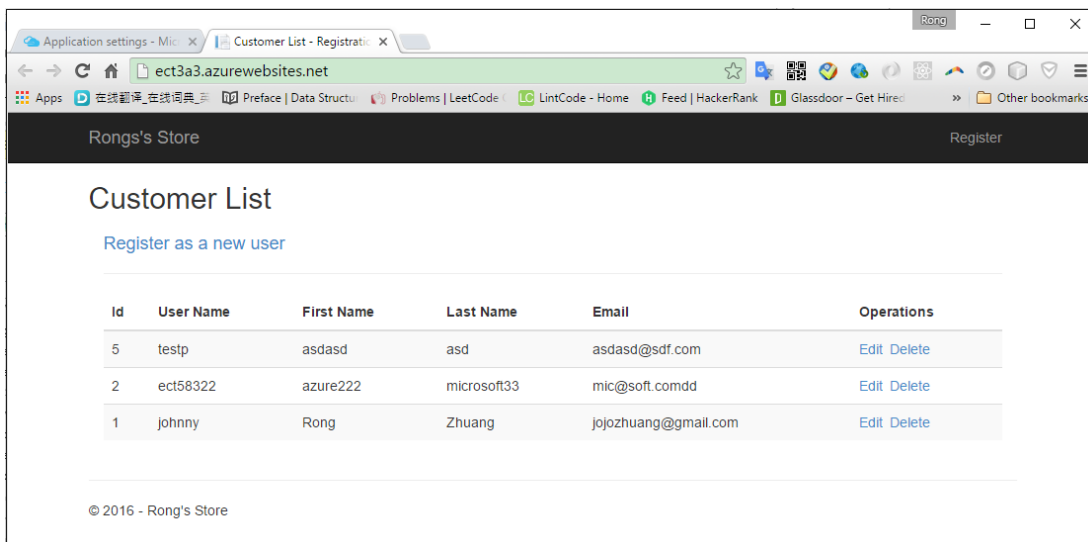 Rong
Application settings - Mic
Customer List - Registratio
ect3a3.azurewebsites.net
Apps 在线翻译_在线词典_英 Preface | Data Structu Problems | LeetCode LC LintCode - Home Feed | HackerRank Glassdoor – Get Hired » Other bookmarks
Rongs's Store Register
Customer List
Register as a new user
Id User Name First Name Last Name Email Operations
5 testp asdasd asd asdasd@sdf.com Edit Delete
2 ect58322 azure222 microsoft33 mic@soft.comdd Edit Delete
1 johnny Rong Zhuang jojozhuang@gmail.com Edit Delete
© 2016 - Rong's Store